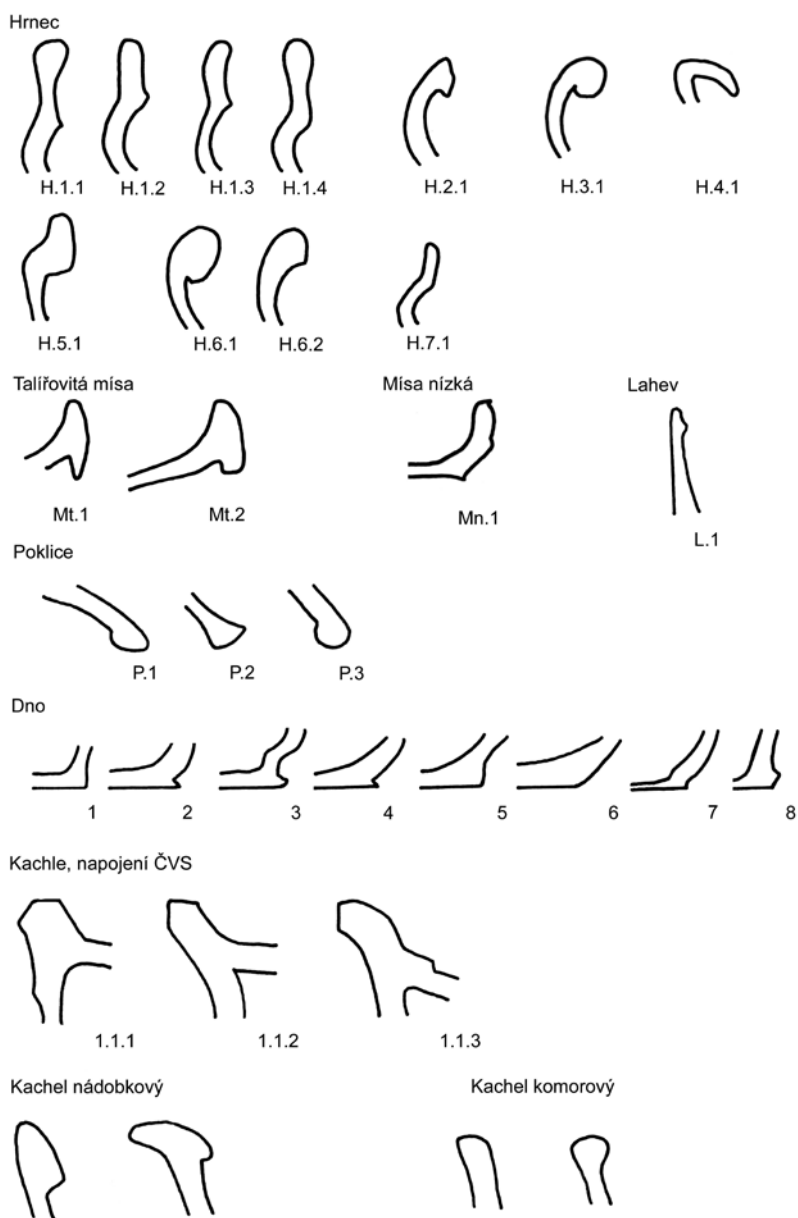 Hrnec
H.1.1 H.1.2 H.1.3 H.1.4 H.2.1 H.3.1 H.4.1
H.5.1 H.6.1 H.6.2 H.7.1
Talířovitá mísa Mísa nízká Lahev
Mt.1 Mt.2 Mn.1 L.1
Poklice
P.1 P.2 P.3
Dno
1 2 3 4 5 6 7 8
Kachle, napojení ČVS
1.1.1 1.1.2 1.1.3
Kachel nádobkový Kachel komorový